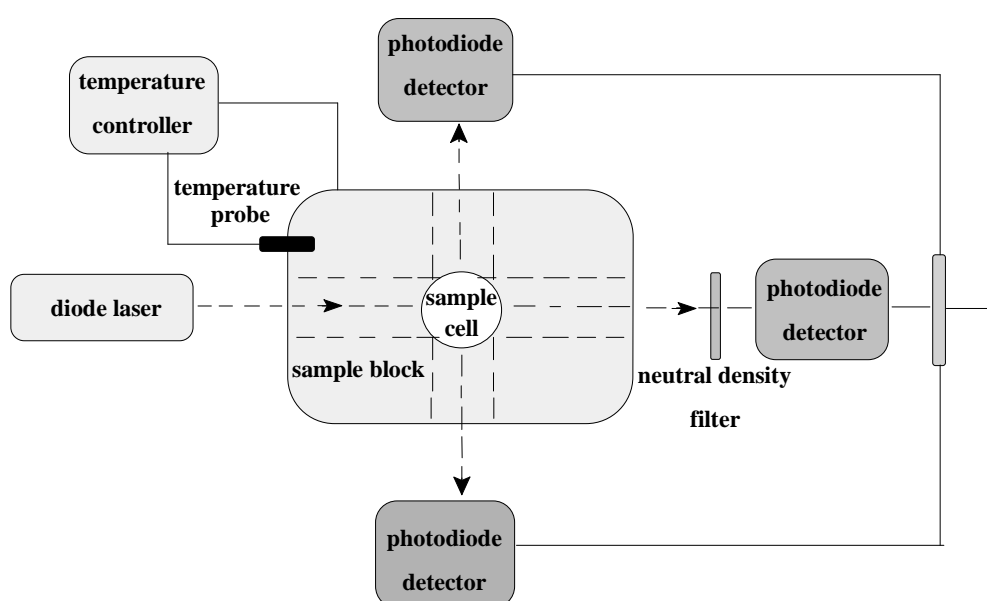 photodiode
detector
temperature
controller
temperature
probe
diode laser
sample
cell
sample block
photodiode
detector
neutral density
filter
photodiode
detector